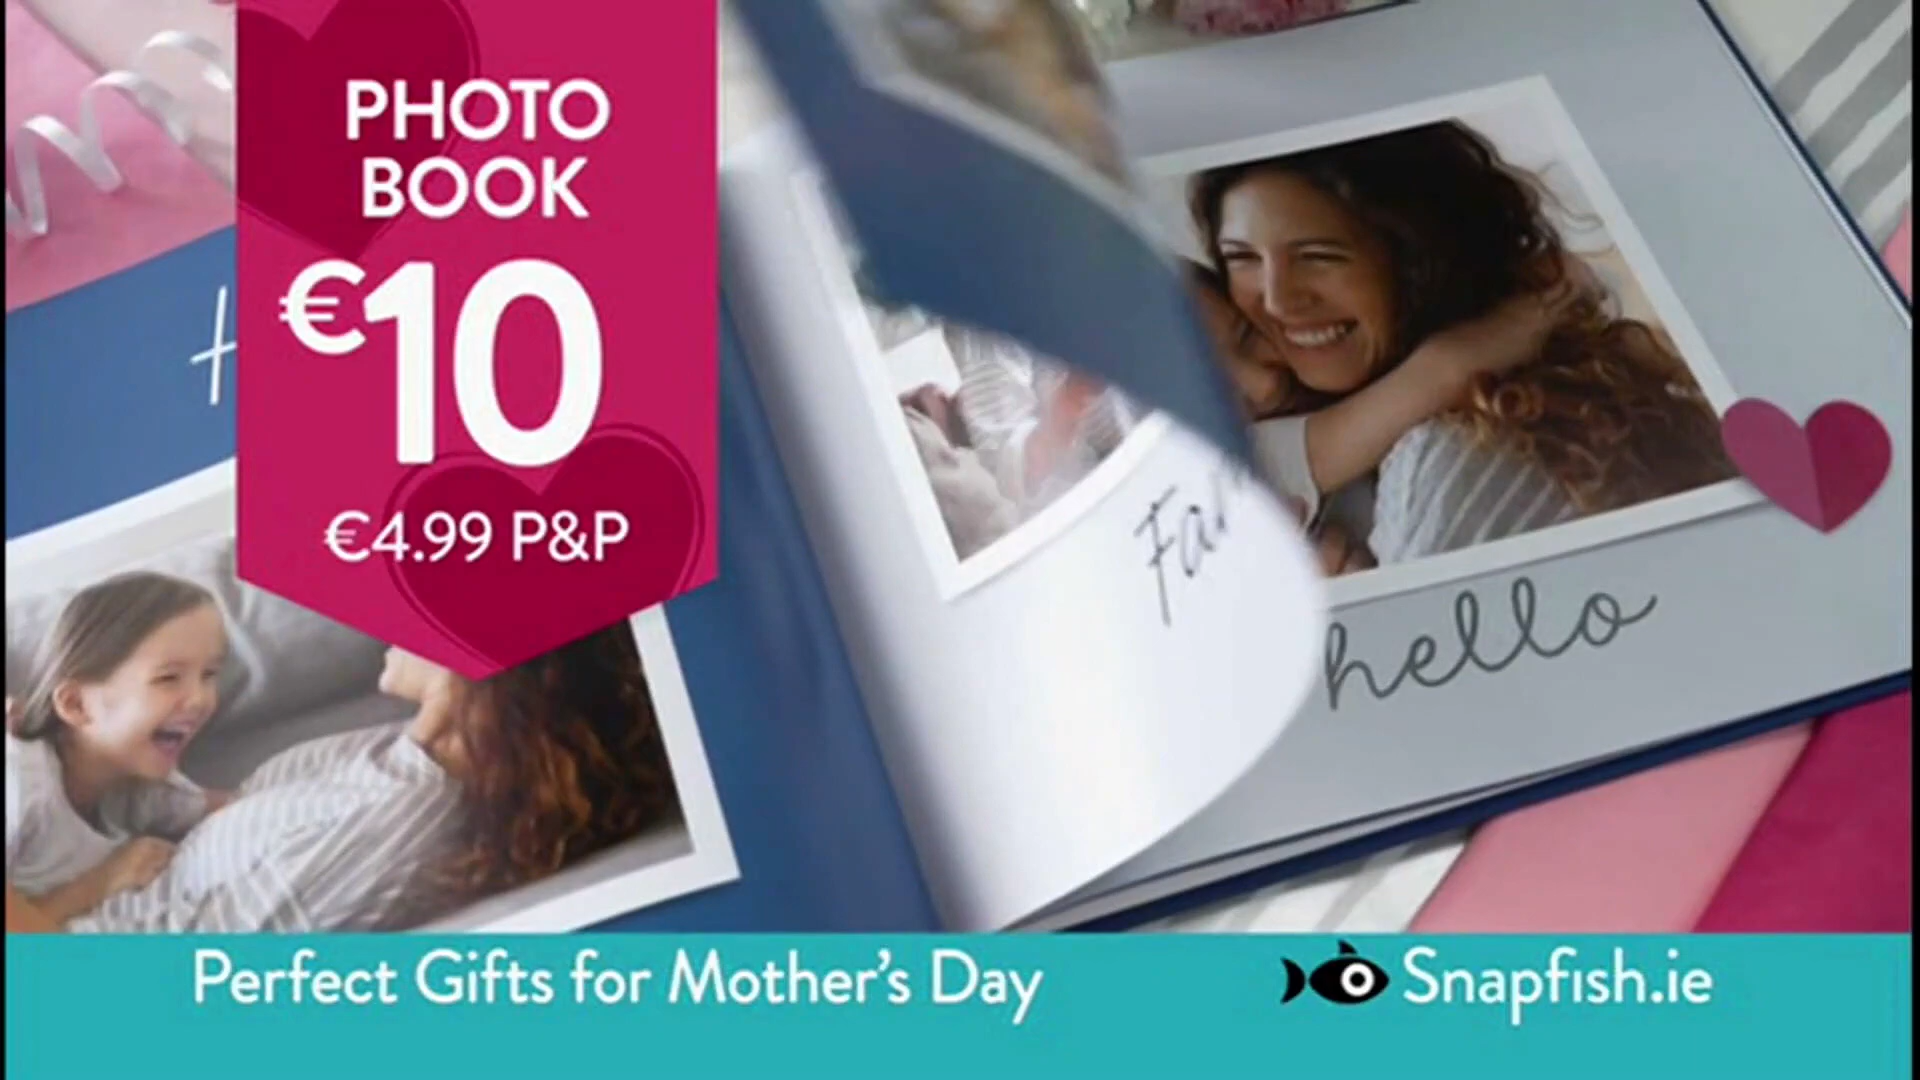 PHOTO
BOOK
€10
€4.99 P&P
hello
Perfect Gifts for Mother's Day
Snapfish.ie